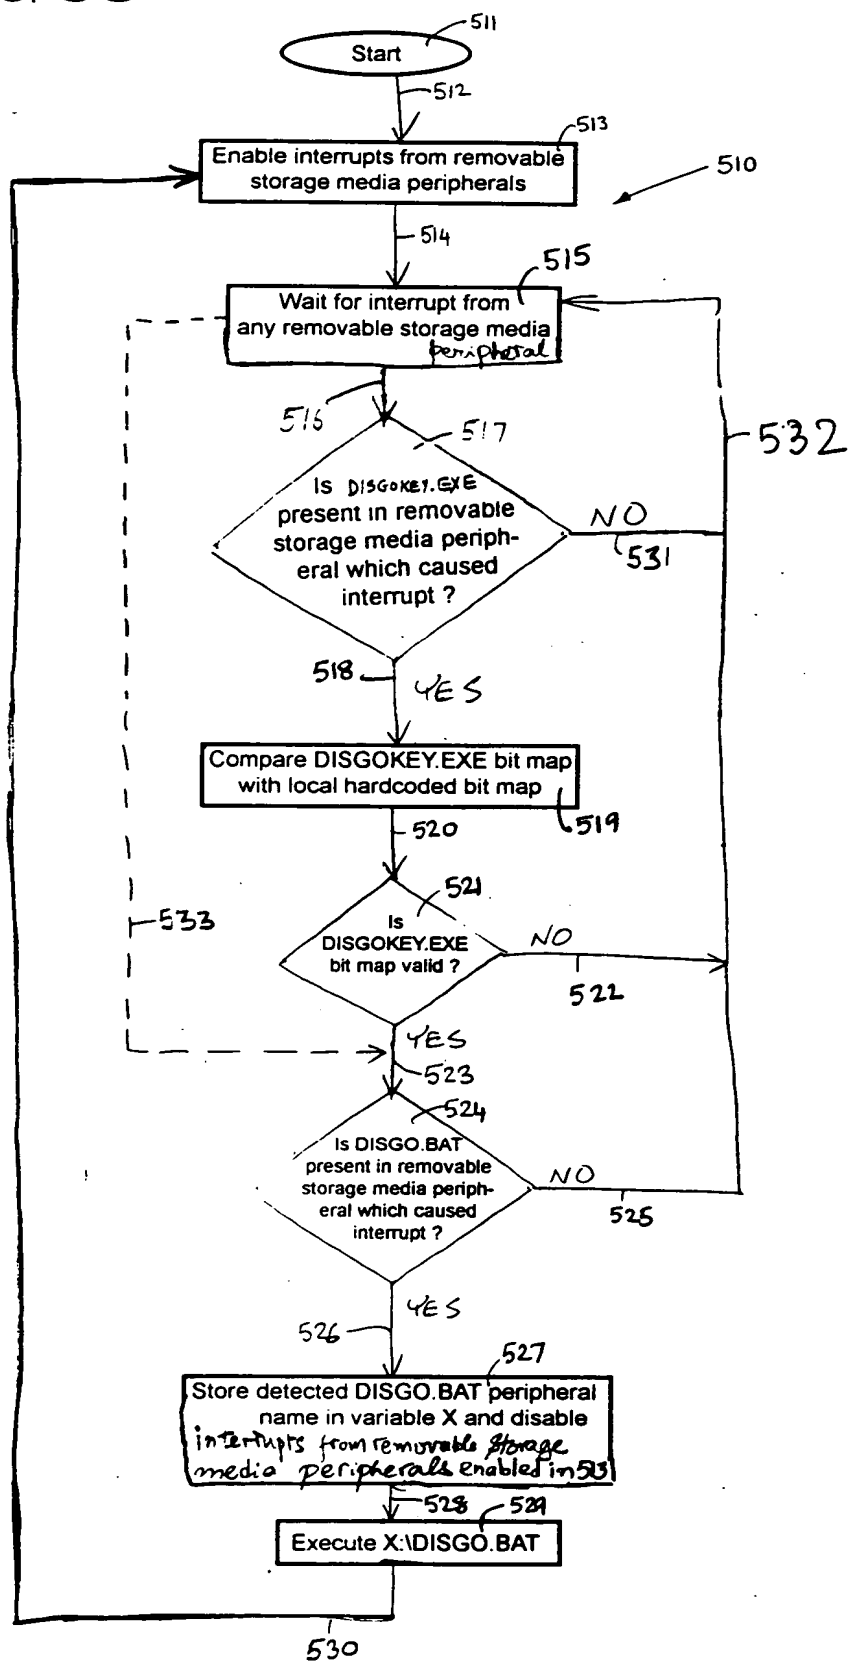 511
Start
512
513
Enable interrupts from removable
storage media peripherals
510
514
515
Wait for interrupt from
any removable storage media
peripheral
516
517
532
Is DISGOKEY.EXE
present in removable
storage media periph-
eral which caused
interrupt ?
NO
531
518
YES
Compare DISGOKEY.EXE bit map
with local hardcoded bit map
519
520
521
Is
DISGOKEY.EXE
bit map valid ?
NO
522
533
YES
523
524
Is DISGO.BAT
present in removable
storage media periph-
eral which caused
interrupt ?
NO
525
YES
526
527
Store detected DISGO.BAT peripheral
name in variable X and disable
interrupts from removable storage
media peripherals enabled in 513
528
529
Execute X:\DISGO.BAT
530